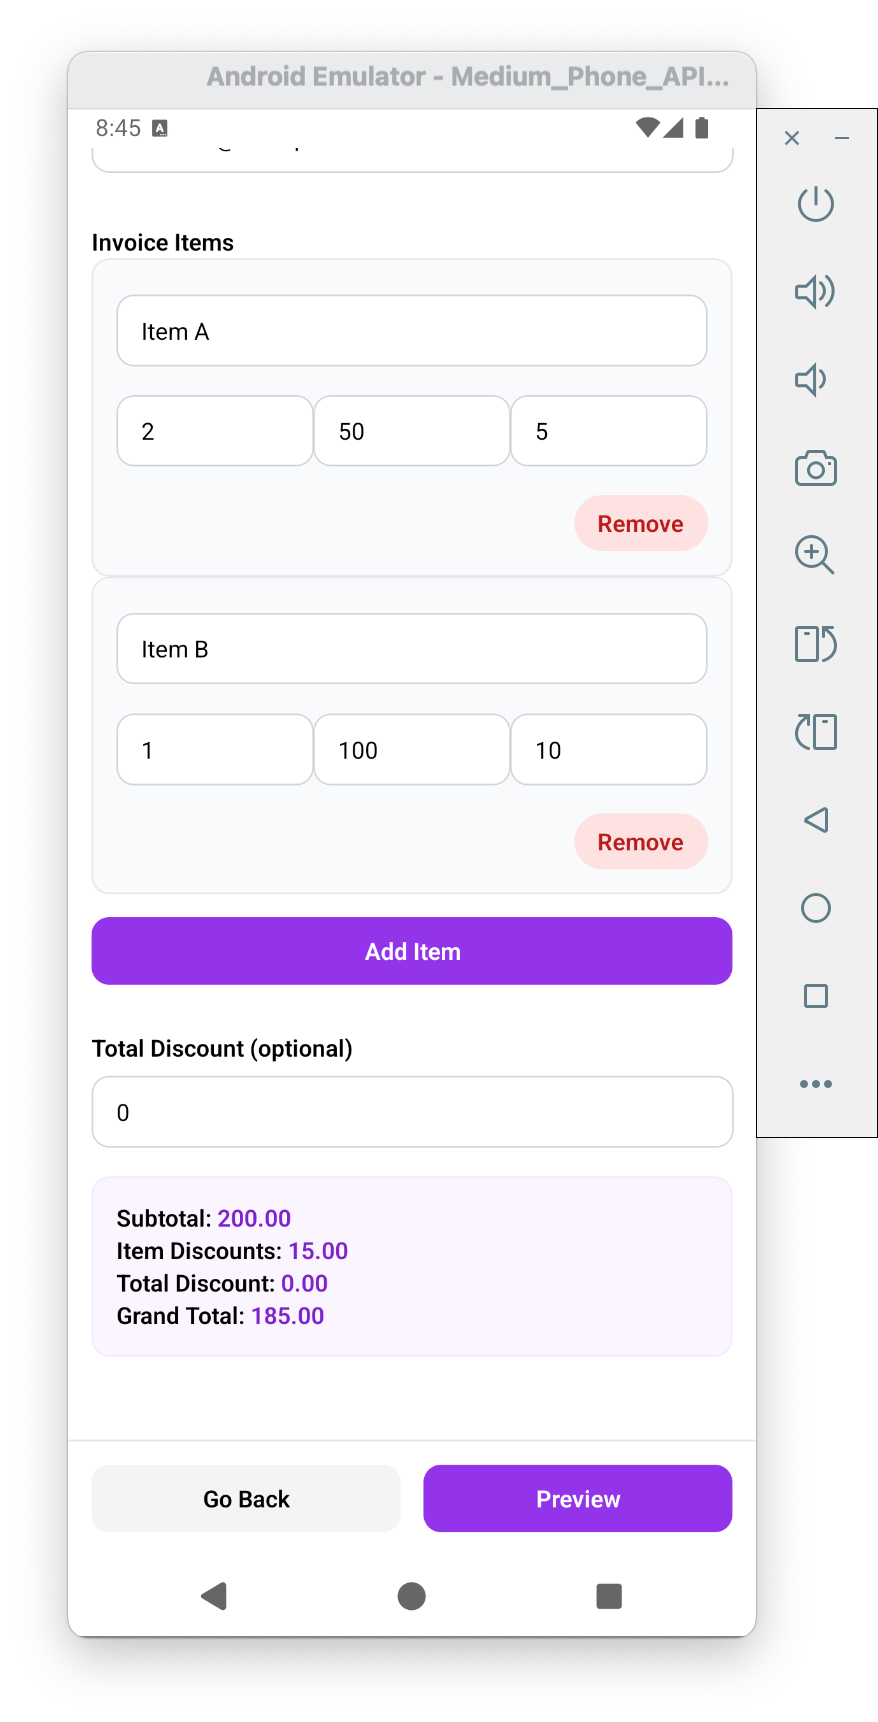 Android Emulator - Medium_Phone_API...
8:45 A
Invoice Items
Item A
2 50 5
Remove
Item B
1 100 10
Remove
Add Item
Total Discount (optional)
0
Subtotal: 200.00
Item Discounts: 15.00
Total Discount: 0.00
Grand Total: 185.00
Go Back Preview